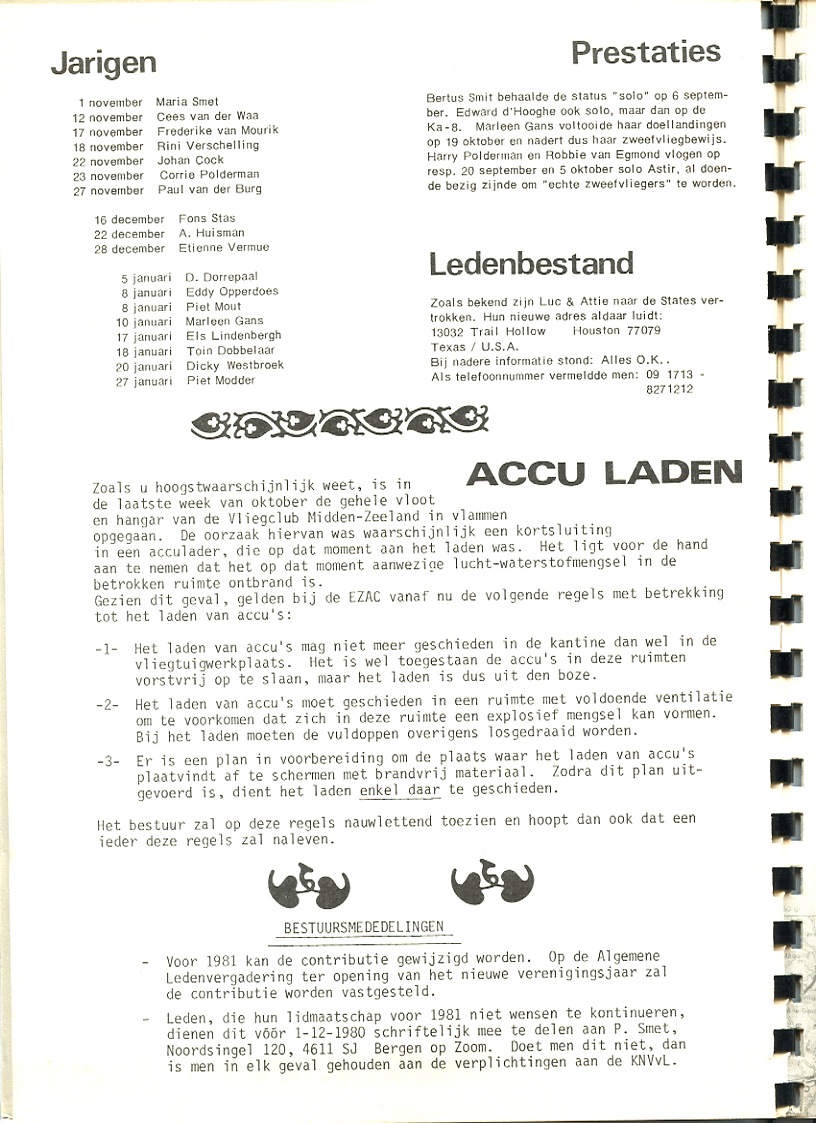 Jarigen
1 november Maria Smet
12 november Cees van der Waa
17 november Frederike van Mourik
18 november Rini Verschelling
22 november Johan Cock
23 november Corrie Polderman
27 november Paul van der Burg
16 december Fons Stas
22 december A. Huisman
28 december Etienne Vermue
5 januari D. Dorrepaal
8 januari Eddy Opperdoes
8 januari Piet Mout
10 januari Marleen Gans
17 januari Els Lindenbergh
18 januari Toin Dobbelaar
20 januari Dicky Westbroek
27 januari Piet Modder
Prestaties
Bertus Smit behaalde de status "solo" op 6 septem-
ber. Edward d'Hooghe ook solo, maar dan op de
Ka-8. Marleen Gans voltooide haar doellandingen
op 19 oktober en nadert dus haar zweefvliegbewijs.
Harry Polderman en Robbie van Egmond vlogen op
resp. 20 september en 5 oktober solo Astir, al doen-
de bezig zijnde om "echte zweefvliegers" te worden.
Ledenbestand
Zoals bekend zijn Luc & Attie naar de States ver-
trokken. Hun nieuwe adres aldaar luidt:
13032 Trail Hollow Houston 77079
Texas / U.S.A.
Bij nadere informatie stond: Alles O.K..
Als telefoonnummer vermeldde men: 09 1713 -
8271212
ACCU LADEN
Zoals u hoogstwaarschijnlijk weet, is in
de laatste week van oktober de gehele vloot
en hangar van de Vliegclub Midden-Zeeland in vlammen
opgegaan. De oorzaak hiervan was waarschijnlijk een kortsluiting
in een acculader, die op dat moment aan het laden was. Het ligt voor de hand
aan te nemen dat het op dat moment aanwezige lucht-waterstofmengsel in de
betrokken ruimte ontbrand is.
Gezien dit geval, gelden bij de EZAC vanaf nu de volgende regels met betrekking
tot het laden van accu's:
-1- Het laden van accu's mag niet meer geschieden in de kantine dan wel in de
vliegtuigwerkplaats. Het is wel toegestaan de accu's in deze ruimten
vorstvrij op te slaan, maar het laden is dus uit den boze.
-2- Het laden van accu's moet geschieden in een ruimte met voldoende ventilatie
om te voorkomen dat zich in deze ruimte een explosief mengsel kan vormen.
Bij het laden moeten de vuldoppen overigens losgedraaid worden.
-3- Er is een plan in voorbereiding om de plaats waar het laden van accu's
plaatvindt af te schermen met brandvrij materiaal. Zodra dit plan uit-
gevoerd is, dient het laden enkel daar te geschieden.
Het bestuur zal op deze regels nauwlettend toezien en hoopt dan ook dat een
ieder deze regels zal naleven.
BESTUURSMEDEDELINGEN
- Voor 1981 kan de contributie gewijzigd worden. Op de Algemene
Ledenvergadering ter opening van het nieuwe verenigingsjaar zal
de contributie worden vastgesteld.
- Leden, die hun lidmaatschap voor 1981 niet wensen te kontinueren,
dienen dit vóór 1-12-1980 schriftelijk mee te delen aan P. Smet,
Noordsingel 120, 4611 SJ Bergen op Zoom. Doet men dit niet, dan
is men in elk geval gehouden aan de verplichtingen aan de KNVvL.